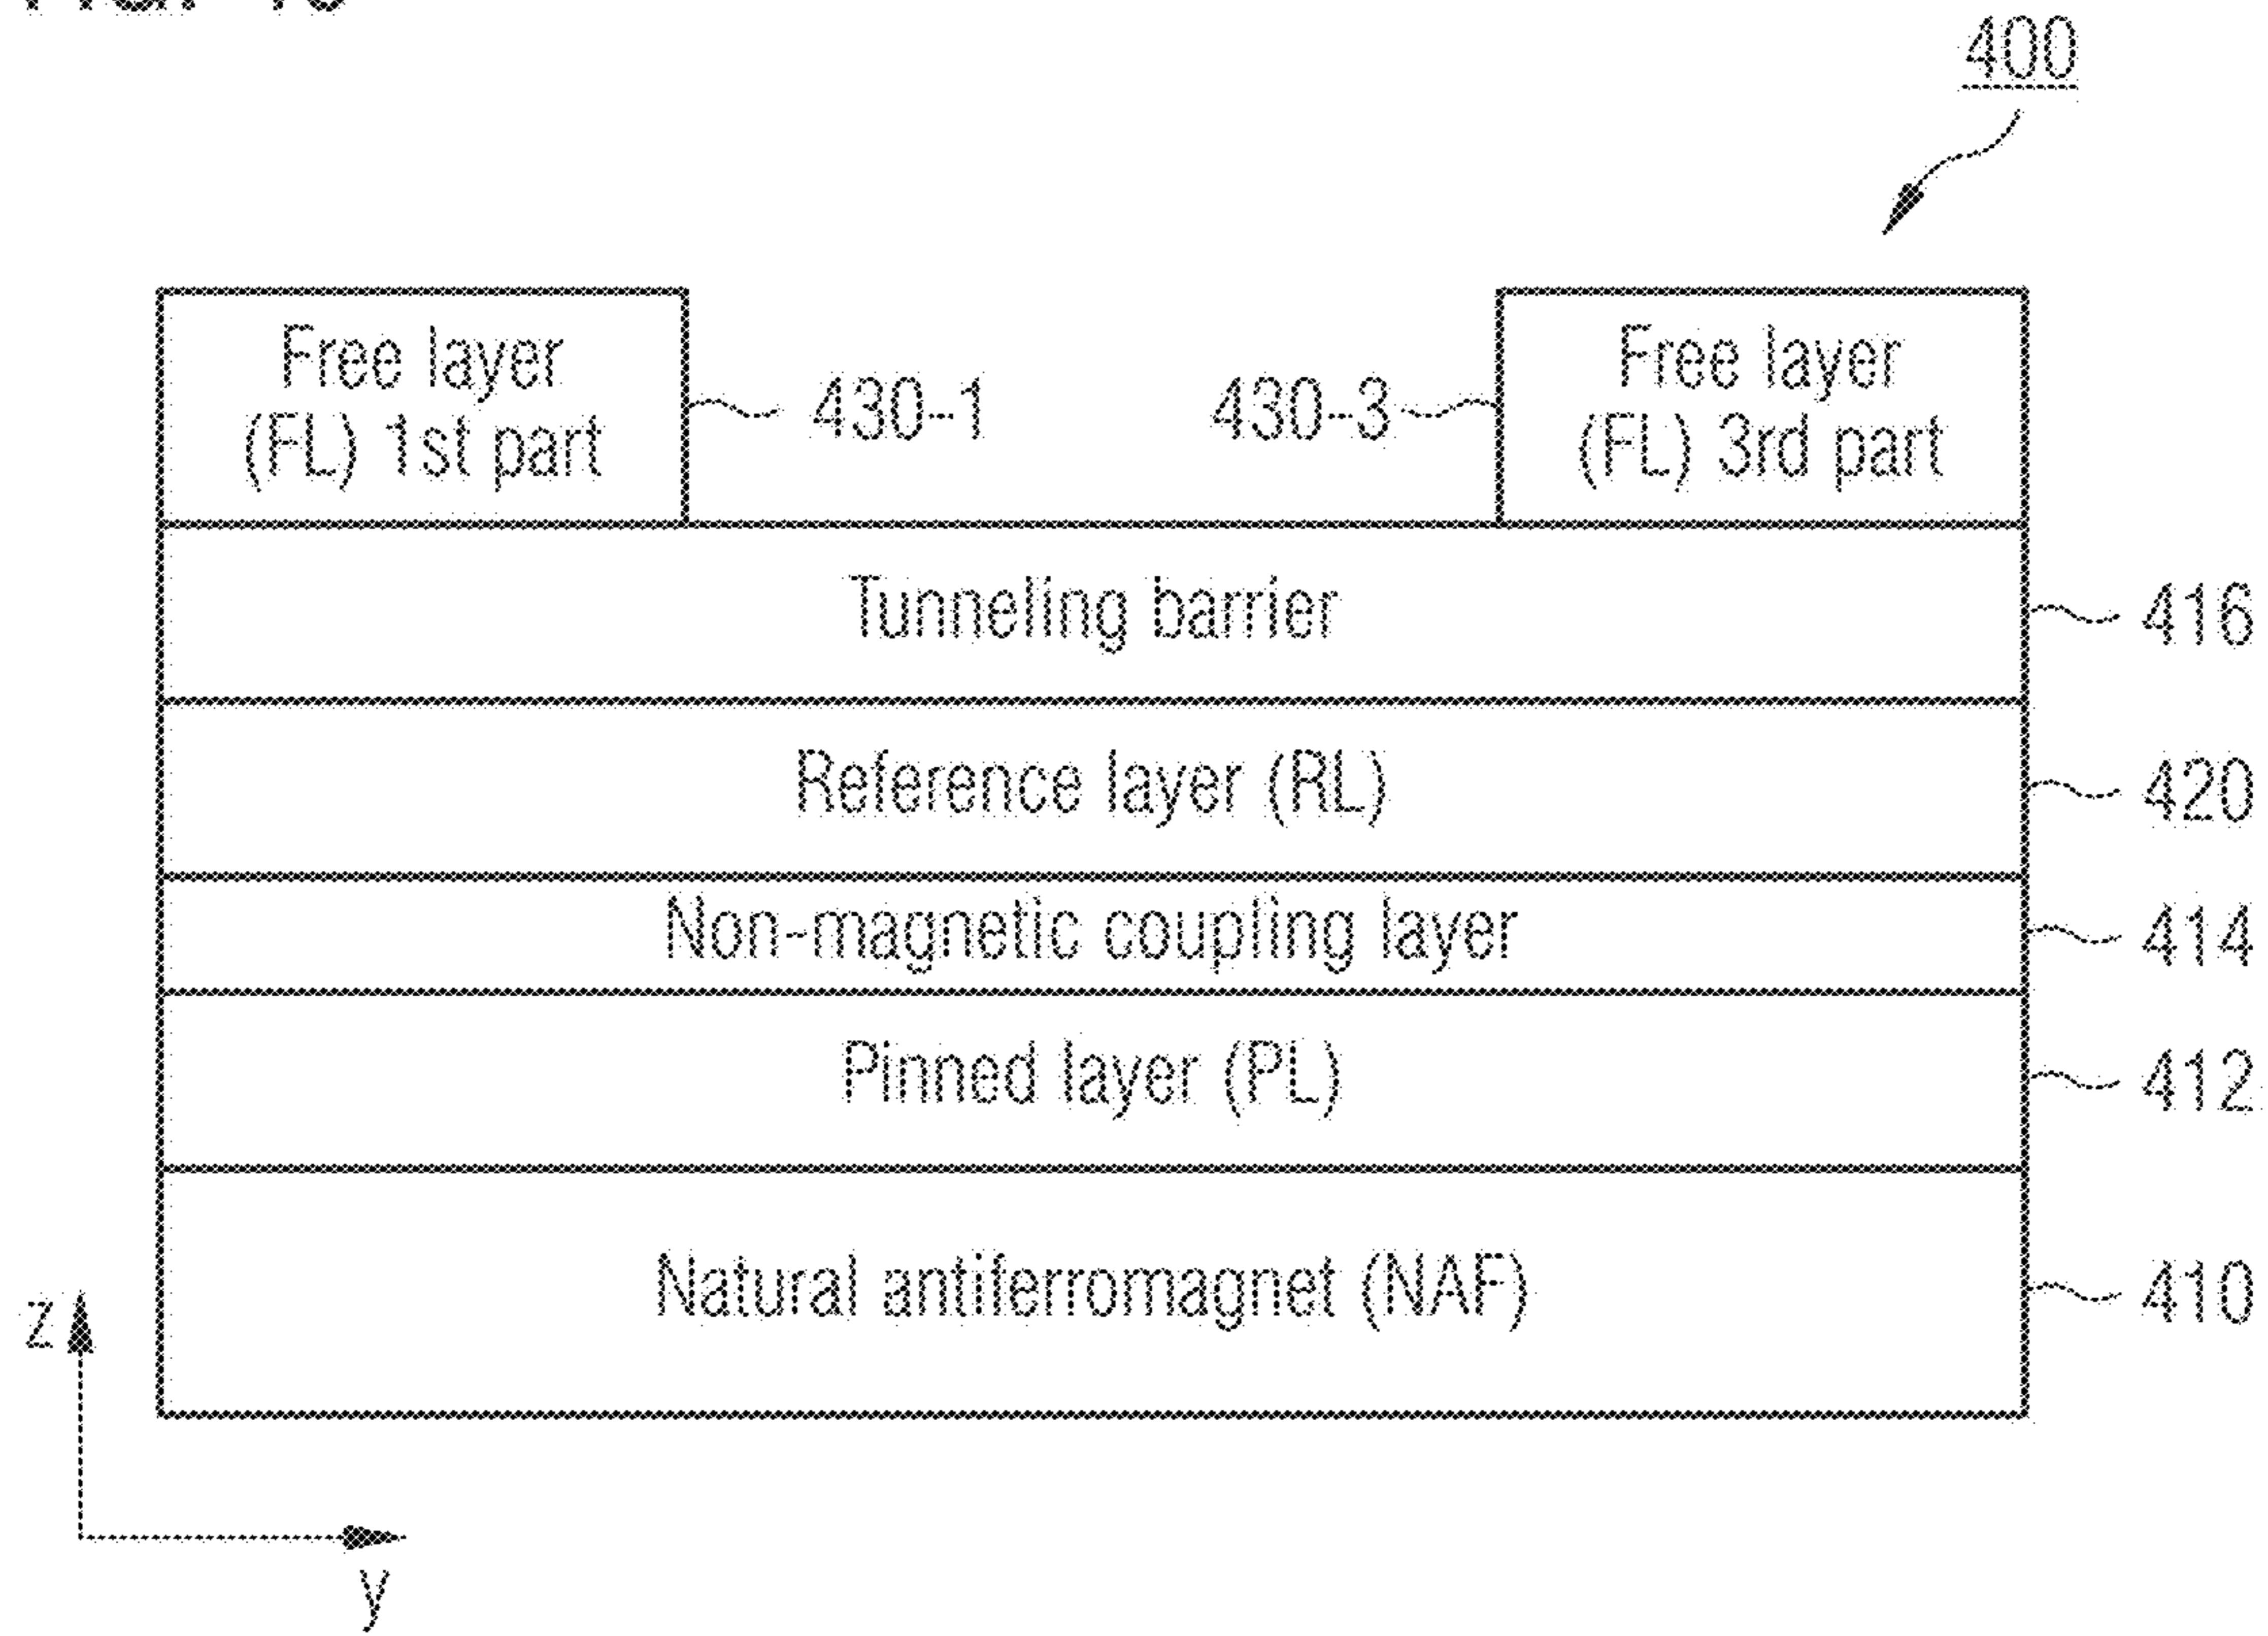 400
Free layer
(FL) 1st part
430-1
430-3
Free layer
(FL) 3rd part
Tunneling barrier
416
Reference layer (RL)
420
Non-magnetic coupling layer
414
Pinned layer (PL)
412
Natural antiferromagnet (NAF)
410
z
y